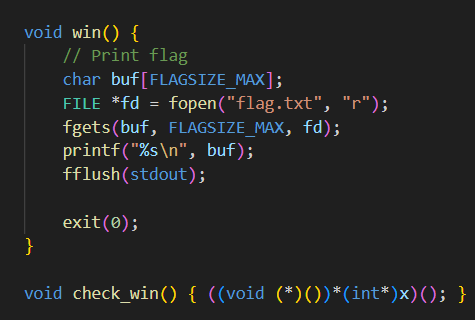 void win() {
    // Print flag
    char buf[FLAGSIZE_MAX];
    FILE *fd = fopen("flag.txt", "r");
    fgets(buf, FLAGSIZE_MAX, fd);
    printf("%s\n", buf);
    fflush(stdout);

    exit(0);
}

void check_win() { ((void (*)())*(int*)x)(); }